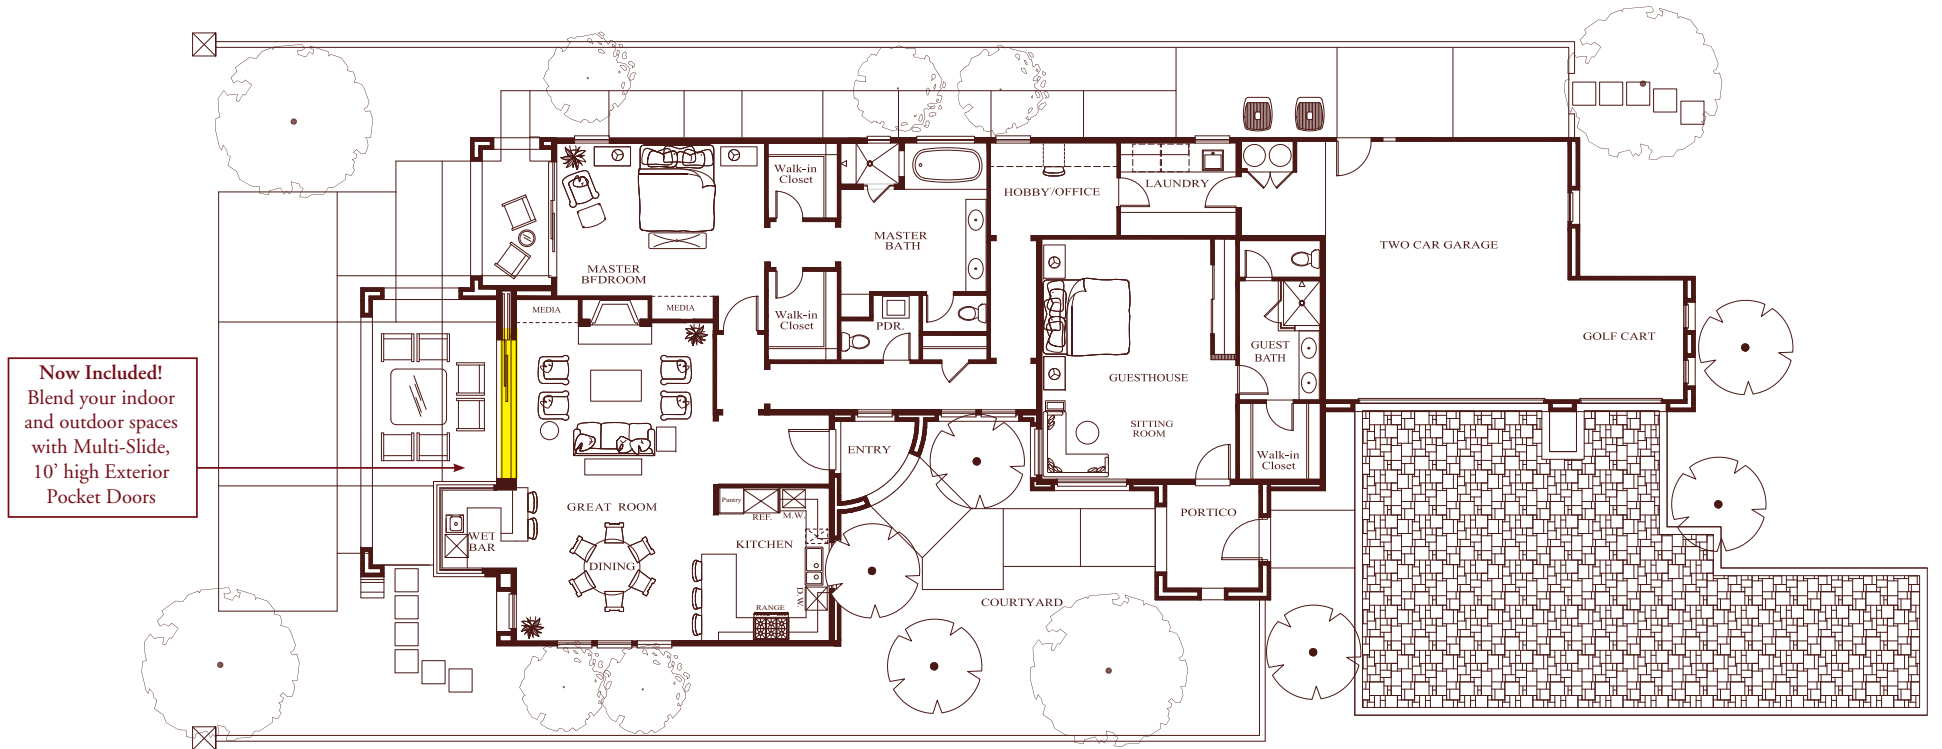 Walk-in
Closet
HOBBY/OFFICE
LAUNDRY
MASTER
BATH
TWO CAR GARAGE
MASTER
BEDROOM
MEDIA
MEDIA
Walk-in
Closet
PDR.
GOLF CART
GUEST
BATH
GUESTHOUSE
Now Included!
Blend your indoor
and outdoor spaces
with Multi-Slide,
10’ high Exterior
Pocket Doors
SITTING
ROOM
ENTRY
Walk-in
Closet
Pantry
REF.
M.W.
GREAT ROOM
PORTICO
WET
BAR
KITCHEN
DINING
D.W.
RANGE
COURTYARD